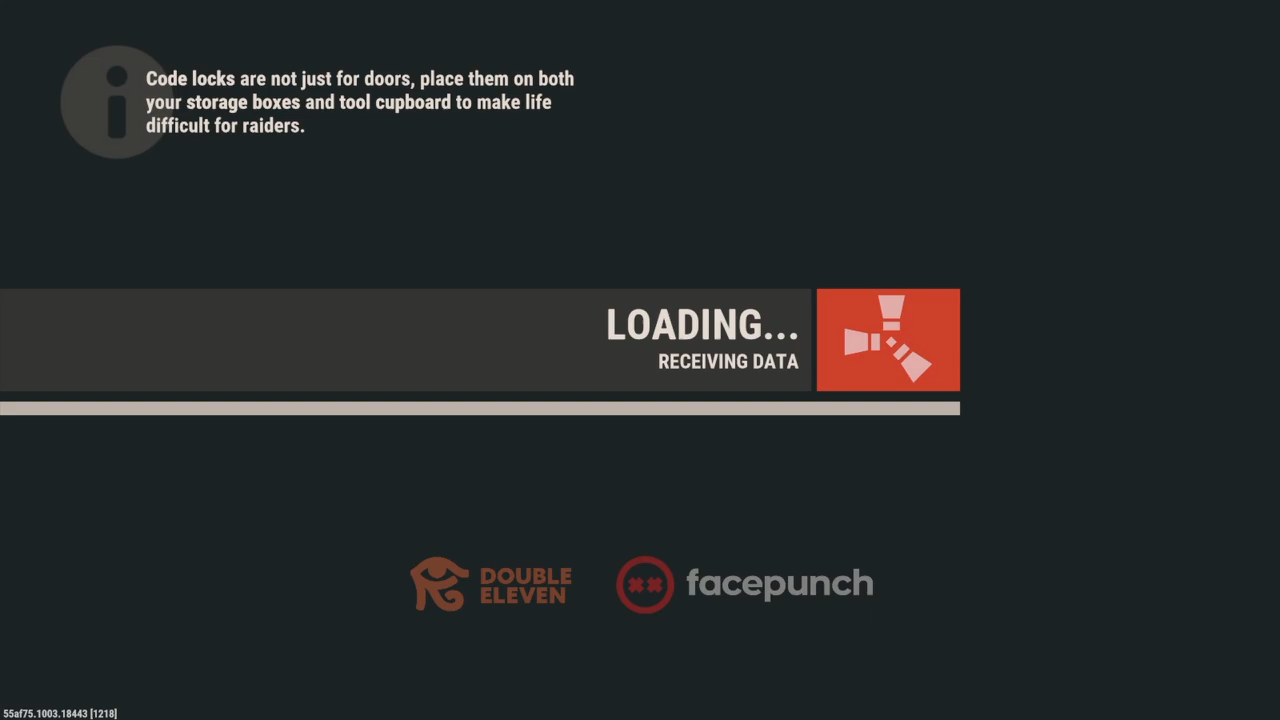 Code locks are not just for doors, place them on both
your storage boxes and tool cupboard to make life
difficult for raiders.
LOADING...
RECEIVING DATA
DOUBLE
ELEVEN
facepunch
55af75.1003.18443 [1218]